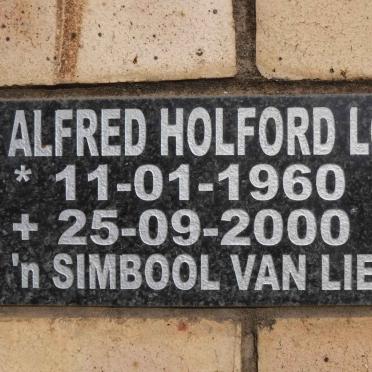 ALFRED HOLFORD
* 11-01-1960
+ 25-09-2000
'n SIMBOOL VAN